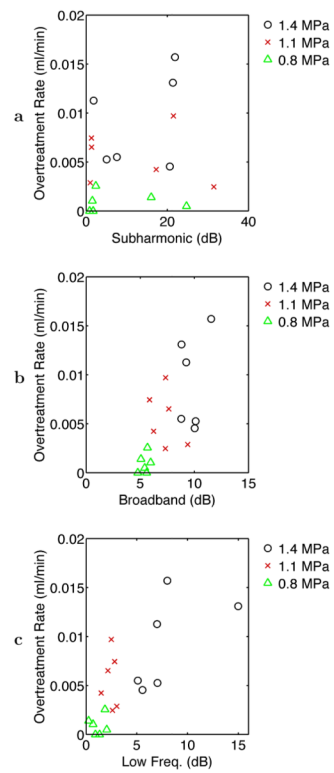 a
Overtreatment Rate (ml/min)
0.02
0.015
0.01
0.005
0
0
20
40
Subharmonic (dB)
1.4 MPa
1.1 MPa
0.8 MPa
b
Overtreatment Rate (ml/min)
0.02
0.015
0.01
0.005
0
0
5
10
15
Broadband (dB)
1.4 MPa
1.1 MPa
0.8 MPa
c
Overtreatment Rate (ml/min)
0.02
0.015
0.01
0.005
0
0
5
10
15
Low Freq. (dB)
1.4 MPa
1.1 MPa
0.8 MPa